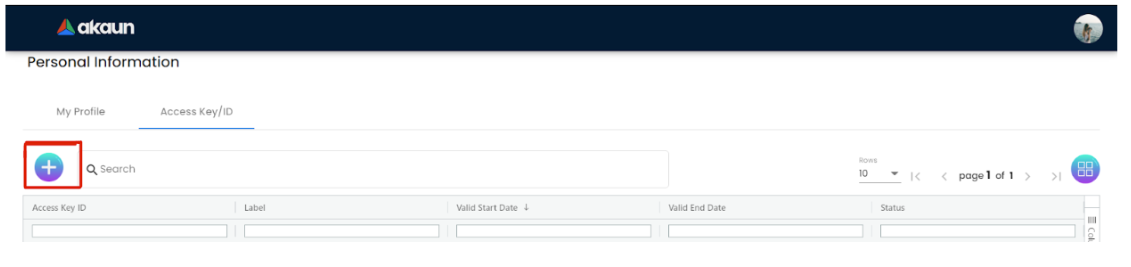 akaun
Personal Information
My Profile Access Key/ID
Search
Rows
10
page 1 of 1
Access Key ID Label Valid Start Date ↓ Valid End Date Status